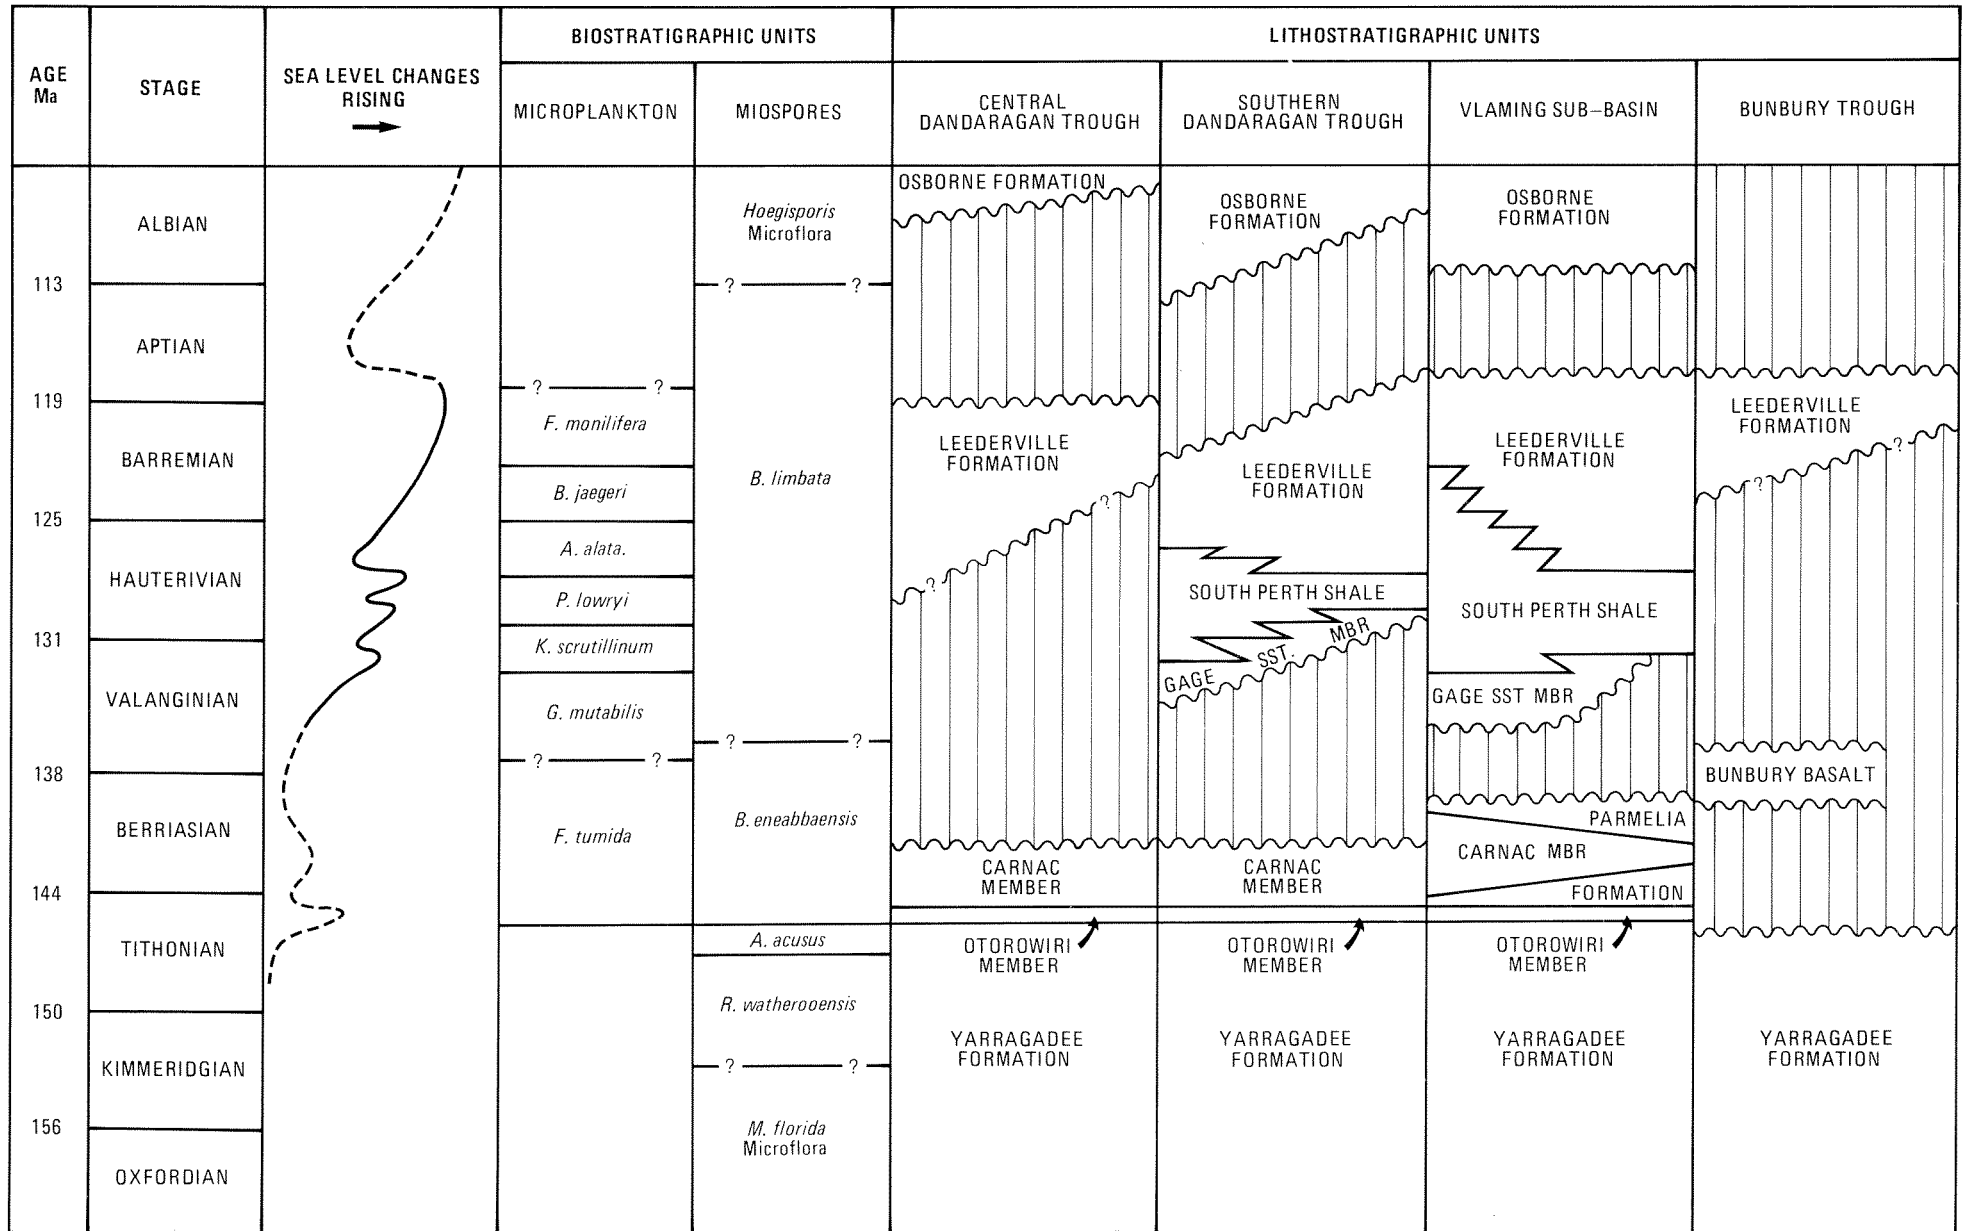 BIOSTRATIGRAPHIC UNITS
LITHOSTRATIGRAPHIC UNITS
AGE
Ma
STAGE
SEA LEVEL CHANGES
RISING
MICROPLANKTON
MIOSPORES
CENTRAL
DANDARAGAN TROUGH
SOUTHERN
DANDARAGAN TROUGH
VLAMING SUB-BASIN
BUNBURY TROUGH
113
119
125
131
138
144
150
156
ALBIAN
APTIAN
BARREMIAN
HAUTERIVIAN
VALANGINIAN
BERRIASIAN
TITHONIAN
KIMMERIDGIAN
OXFORDIAN
? ?
F. monilifera
B. jaegeri
A. alata.
P. lowryi
K. scrutillinum
G. mutabilis
? ?
F. tumida
Hoegisporis
Microflora
? ?
B. limbata
? ?
B. eneabbaensis
A. acusus
R. watherooensis
? ?
M. florida
Microflora
OSBORNE FORMATION
LEEDERVILLE
FORMATION
?
?
CARNAC
MEMBER
OTOROWIRI
MEMBER
YARRAGADEE
FORMATION
OSBORNE
FORMATION
LEEDERVILLE
FORMATION
SOUTH PERTH SHALE
GAGE SST. MBR
CARNAC
MEMBER
OTOROWIRI
MEMBER
YARRAGADEE
FORMATION
OSBORNE
FORMATION
LEEDERVILLE
FORMATION
SOUTH PERTH SHALE
GAGE SST MBR
PARMELIA
CARNAC MBR
FORMATION
OTOROWIRI
MEMBER
YARRAGADEE
FORMATION
LEEDERVILLE
FORMATION
?
?
BUNBURY BASALT
YARRAGADEE
FORMATION